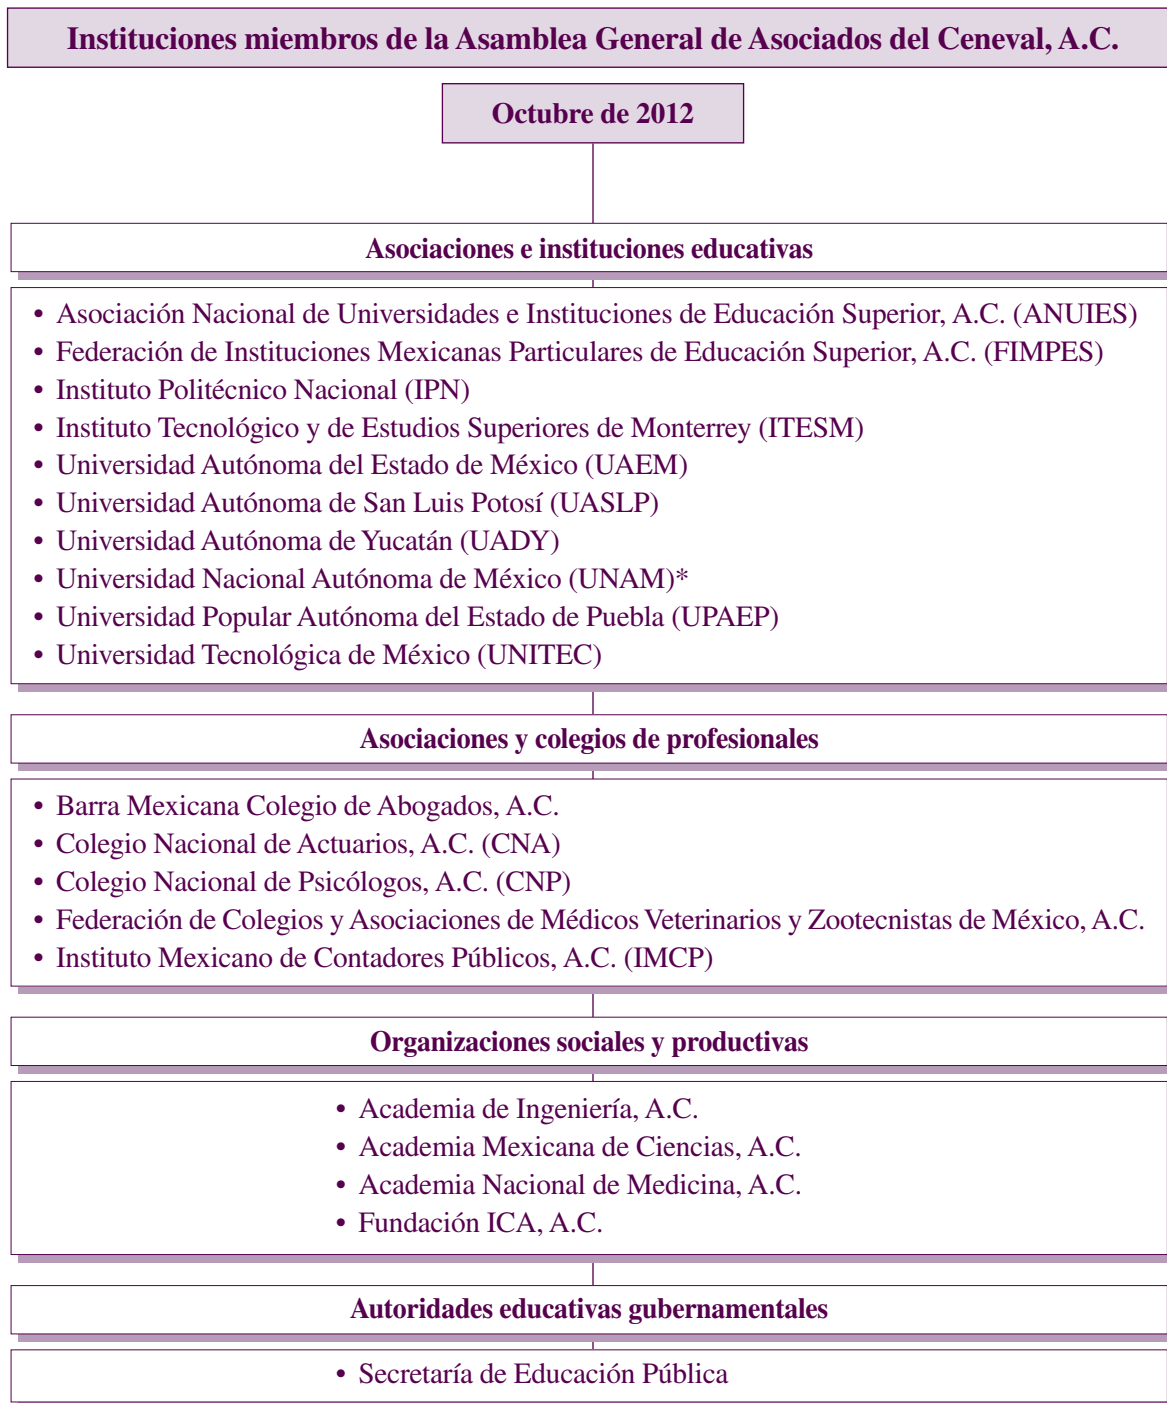 Instituciones miembros de la Asamblea General de Asociados del Ceneval, A.C.
Octubre de 2012
Asociaciones e instituciones educativas
• Asociación Nacional de Universidades e Instituciones de Educación Superior, A.C. (ANUIES)
• Federación de Instituciones Mexicanas Particulares de Educación Superior, A.C. (FIMPES)
• Instituto Politécnico Nacional (IPN)
• Instituto Tecnológico y de Estudios Superiores de Monterrey (ITESM)
• Universidad Autónoma del Estado de México (UAEM)
• Universidad Autónoma de San Luis Potosí (UASLP)
• Universidad Autónoma de Yucatán (UADY)
• Universidad Nacional Autónoma de México (UNAM)*
• Universidad Popular Autónoma del Estado de Puebla (UPAEP)
• Universidad Tecnológica de México (UNITEC)
Asociaciones y colegios de profesionales
• Barra Mexicana Colegio de Abogados, A.C.
• Colegio Nacional de Actuarios, A.C. (CNA)
• Colegio Nacional de Psicólogos, A.C. (CNP)
• Federación de Colegios y Asociaciones de Médicos Veterinarios y Zootecnistas de México, A.C.
• Instituto Mexicano de Contadores Públicos, A.C. (IMCP)
Organizaciones sociales y productivas
• Academia de Ingeniería, A.C.
• Academia Mexicana de Ciencias, A.C.
• Academia Nacional de Medicina, A.C.
• Fundación ICA, A.C.
Autoridades educativas gubernamentales
• Secretaría de Educación Pública